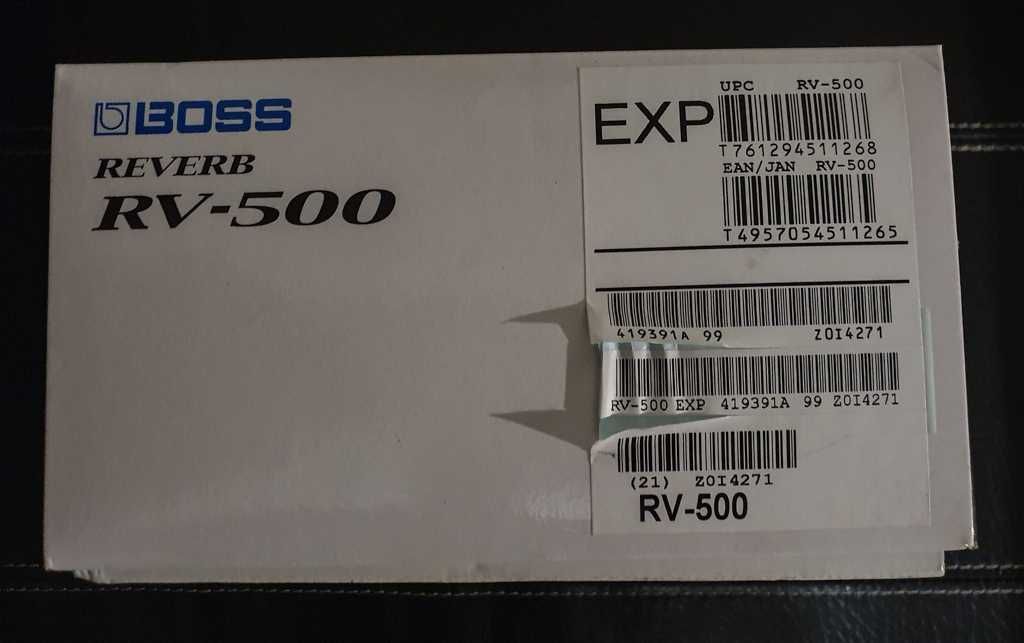 BOSS
REVERB
RV-500
EXP
UPC RV-500
T761294511268
EAN/JAN RV-500
T4957054511265
419391A 99 Z0I4271
RV-500 EXP 419391A 99 Z0I4271
(21) Z0I4271
RV-500